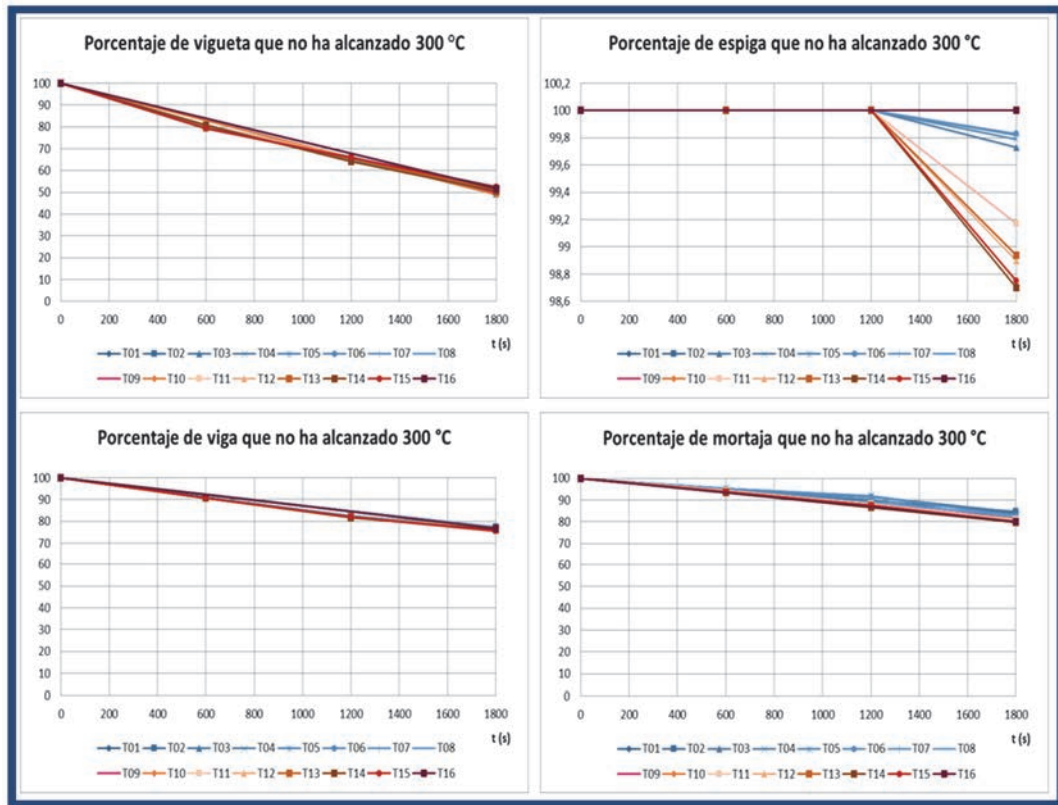 Porcentaje de vigueta que no ha alcanzado 300 °C
100
90
80
70
60
50
40
30
20
10
0
0 200 400 600 800 1000 1200 1400 1600 1800
t (s)
T01 T02 T03 T04 T05 T06 T07 T08
T09 T10 T11 T12 T13 T14 T15 T16
Porcentaje de espiga que no ha alcanzado 300 °C
100,2
100
99,8
99,6
99,4
99,2
99
98,8
98,6
0 200 400 600 800 1000 1200 1400 1600 1800
t (s)
T01 T02 T03 T04 T05 T06 T07 T08
T09 T10 T11 T12 T13 T14 T15 T16
Porcentaje de viga que no ha alcanzado 300 °C
100
90
80
70
60
50
40
30
20
10
0
0 200 400 600 800 1000 1200 1400 1600 1800
t (s)
T01 T02 T03 T04 T05 T06 T07 T08
T09 T10 T11 T12 T13 T14 T15 T16
Porcentaje de mortaja que no ha alcanzado 300 °C
100
90
80
70
60
50
40
30
20
10
0
0 200 400 600 800 1000 1200 1400 1600 1800
t (s)
T01 T02 T03 T04 T05 T06 T07 T08
T09 T10 T11 T12 T13 T14 T15 T16